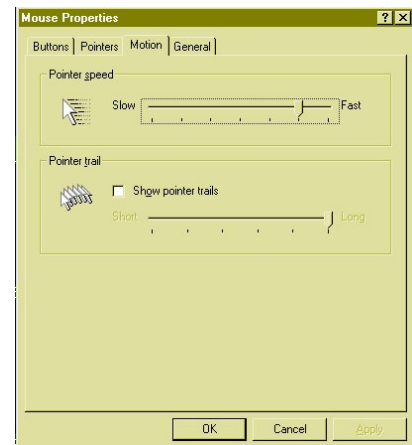 Mouse Properties
Buttons Pointers Motion General
Pointer speed
Slow Fast
Pointer trail
Show pointer trails
Short Long
OK Cancel Apply